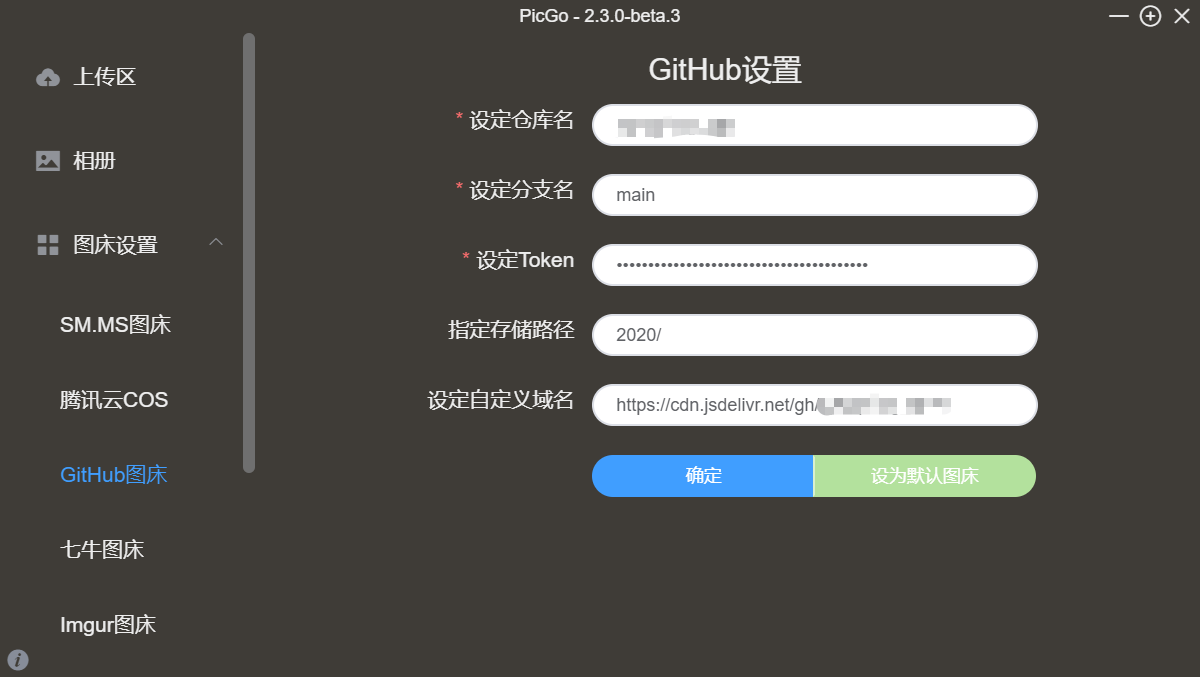 PicGo - 2.3.0-beta.3
上传区
相册
图床设置
SM.MS图床
腾讯云COS
GitHub图床
七牛图床
Imgur图床
GitHub设置
* 设定仓库名
* 设定分支名
main
* 设定Token
••••••••••••••••••••••••••••••••••••••••
指定存储路径
2020/
设定自定义域名
https://cdn.jsdelivr.net/gh/
确定
设为默认图床